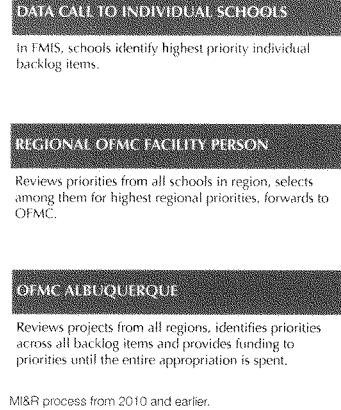 DATA CALL TO INDIVIDUAL SCHOOLS
In FMIS, schools identify highest priority individual
backlog items.
REGIONAL OFMC FACILITY PERSON
Reviews priorities from all schools in region, selects
among them for highest regional priorities, forwards to
OFMC.
OFMC ALBUQUERQUE
Reviews projects from all regions, identifies priorities
across all backlog items and provides funding to
priorities until the entire appropriation is spent.
MI&R process from 2010 and earlier.